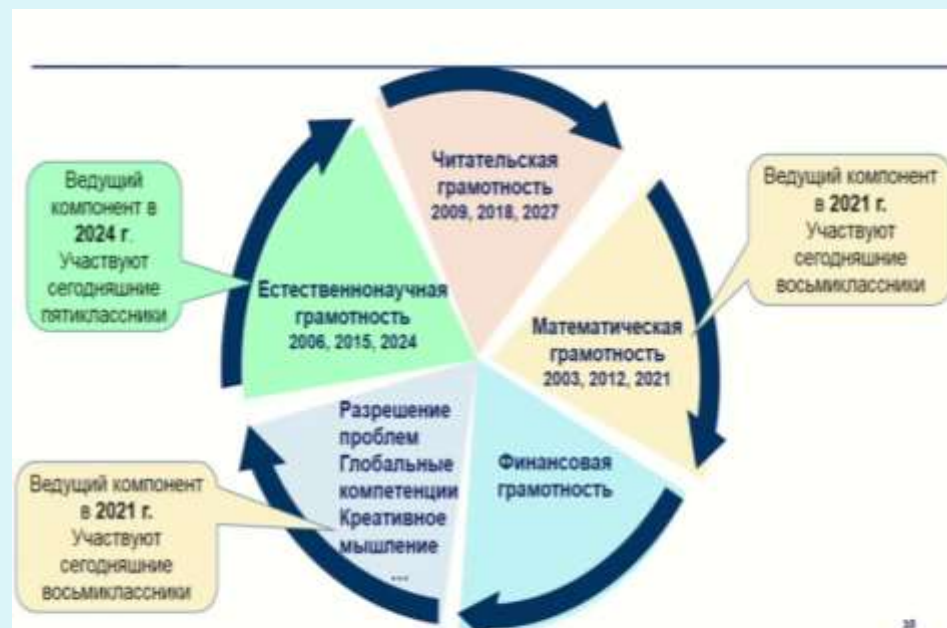 Читательская
грамотность
2009, 2018, 2027
Ведущий компонент
в 2021 г.
Участвуют
сегодняшние
восьмиклассники
Математическая
грамотность
2003, 2012, 2021
Финансовая
грамотность
Разрешение
проблем
Глобальные
компетенции
Креативное
мышление
...
Ведущий компонент
в 2021 г.
Участвуют
сегодняшние
восьмиклассники
Естественнонаучная
грамотность
2006, 2015, 2024
Ведущий
компонент в
2024 г.
Участвуют
сегодняшние
пятиклассники